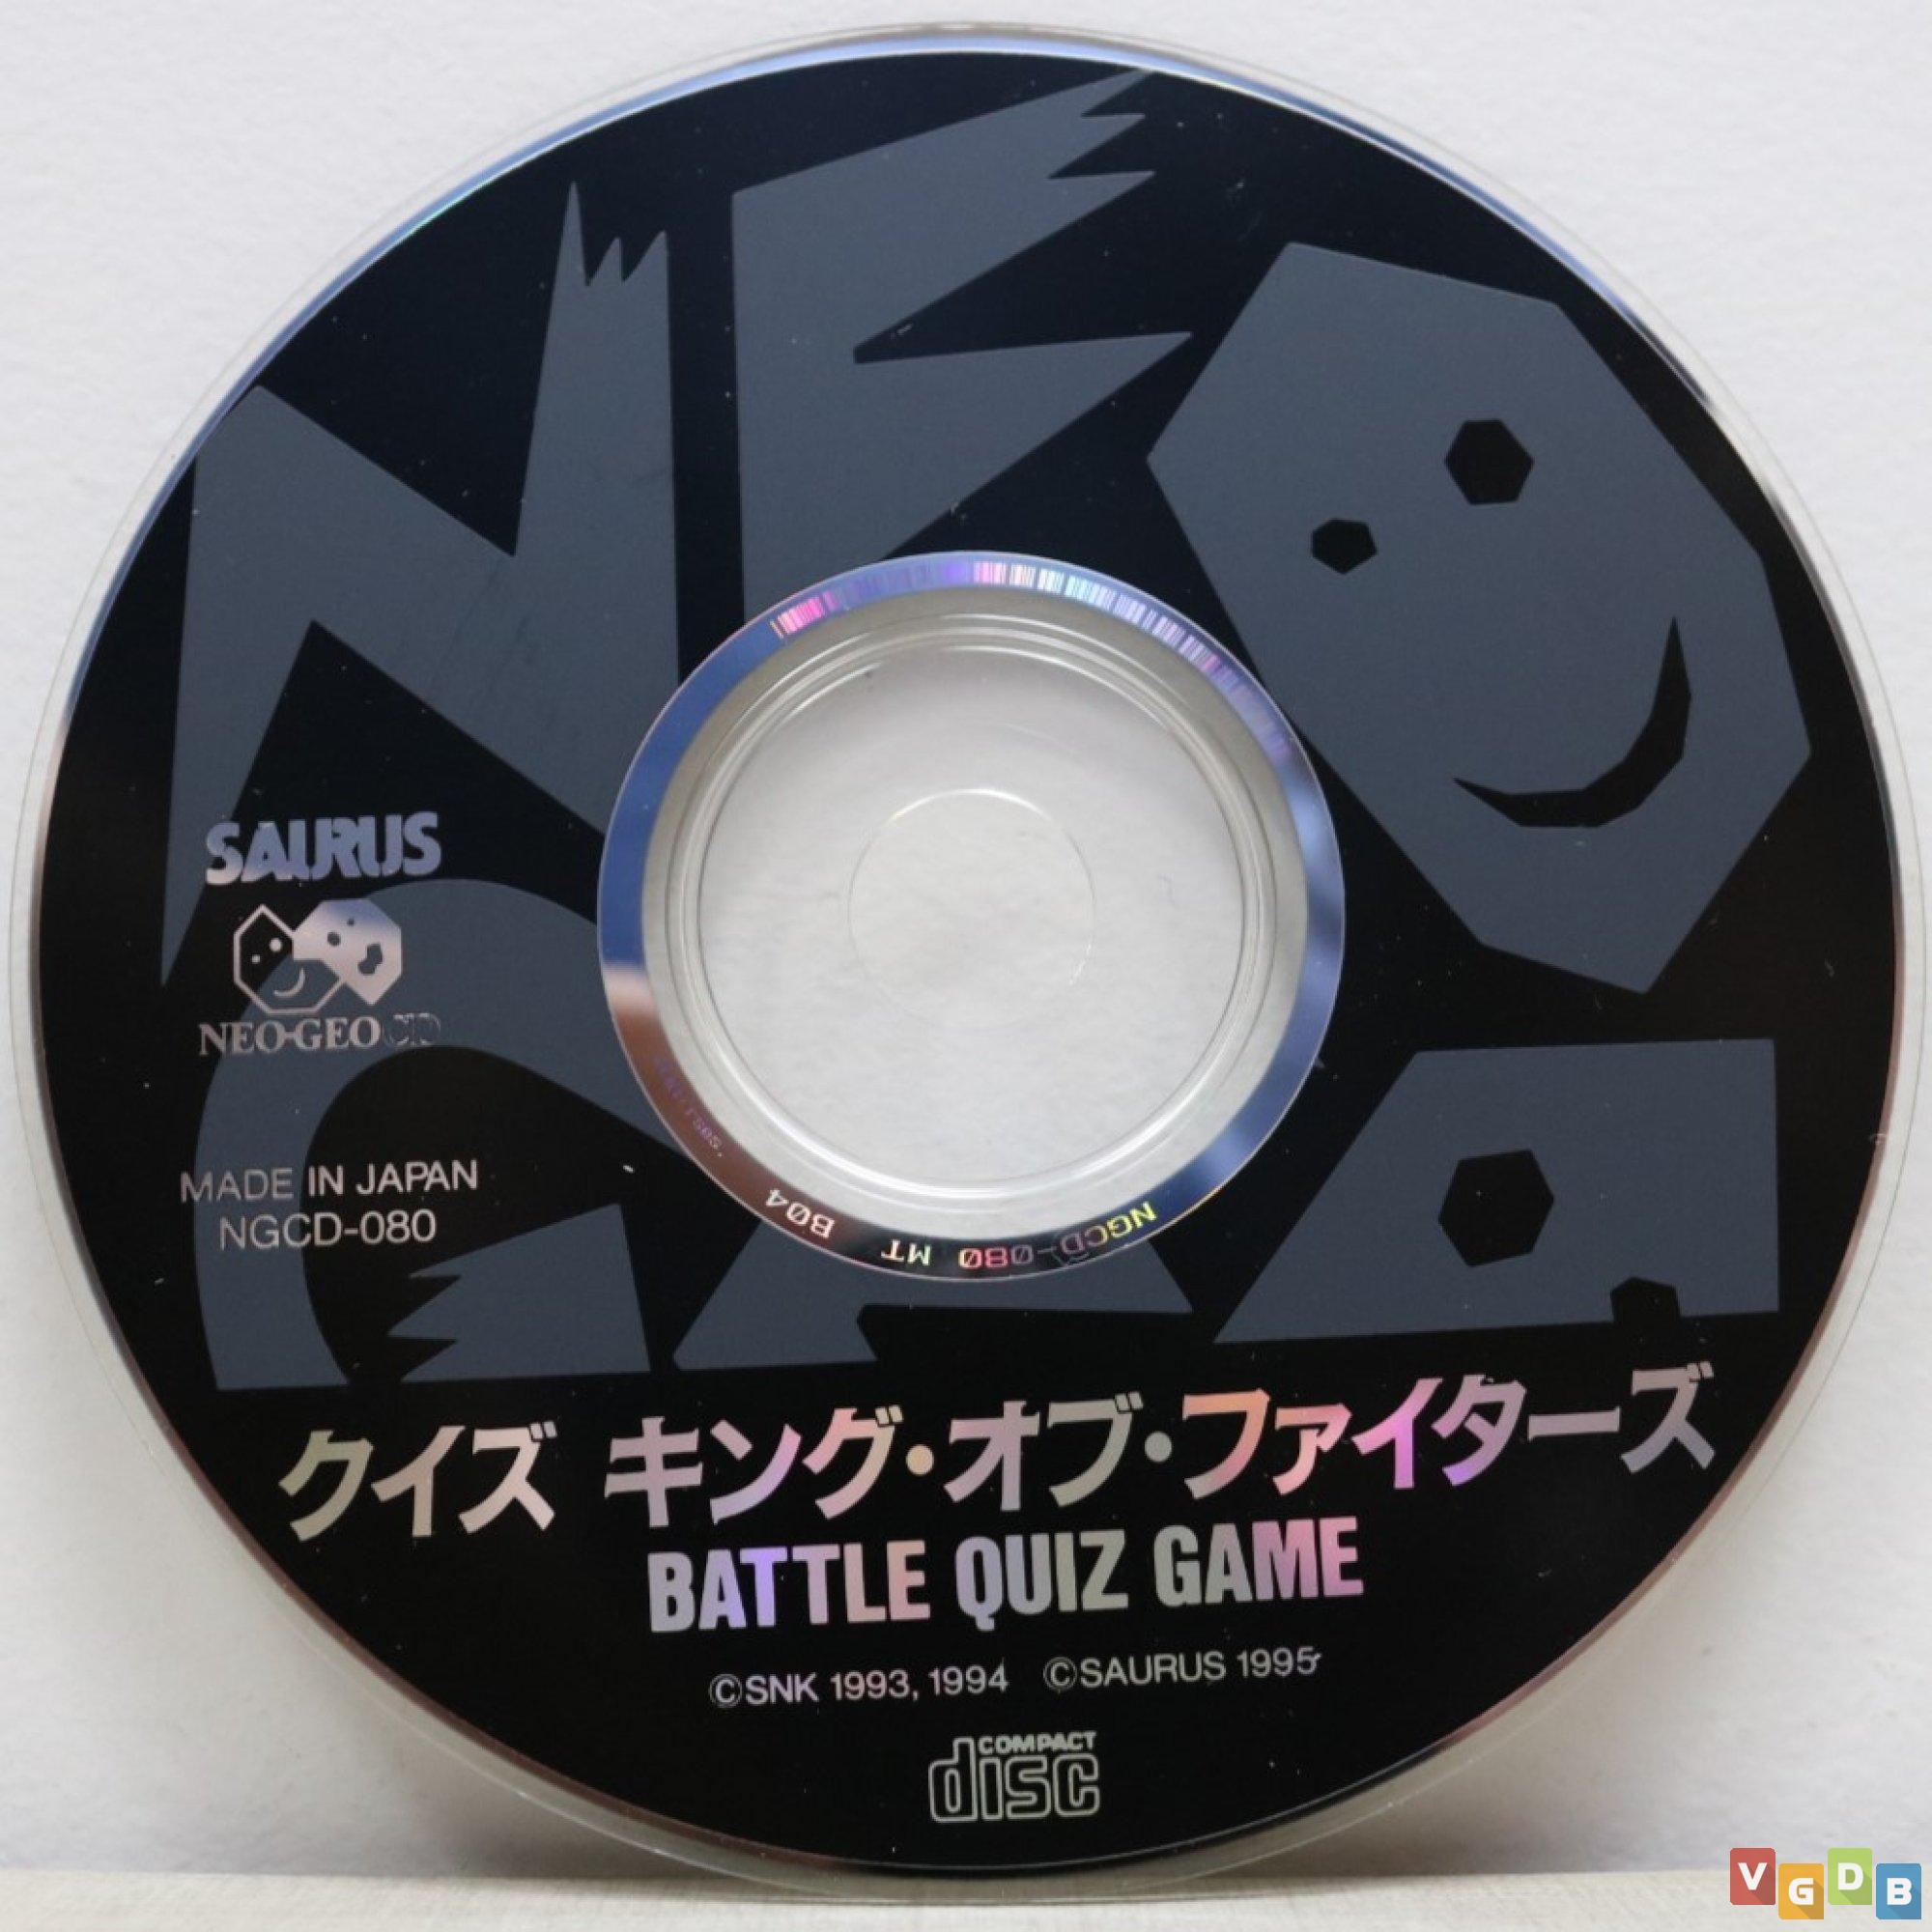 NEO
GEO
SAURUS
NEO-GEO CD
MADE IN JAPAN
NGCD-080
NGCD-080 MT B04
クイズ キング・オブ・ファイターズ
BATTLE QUIZ GAME
©SNK 1993, 1994 ©SAURUS 1995
COMPACT
disc
VGDB